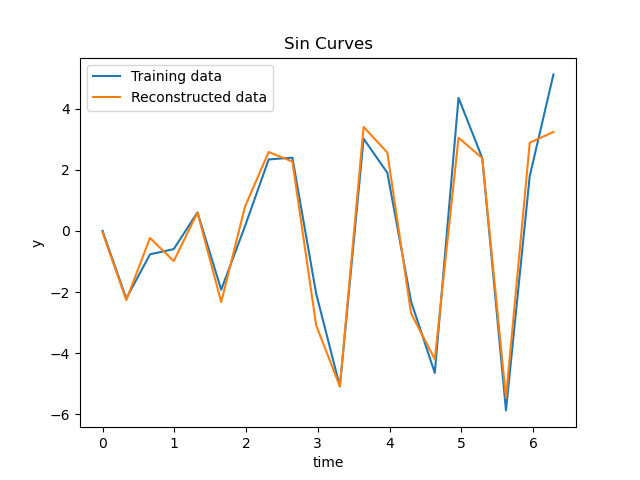 Sin Curves
Training data
Reconstructed data
4
2
0
−2
−4
−6
y
0 1 2 3 4 5 6
time